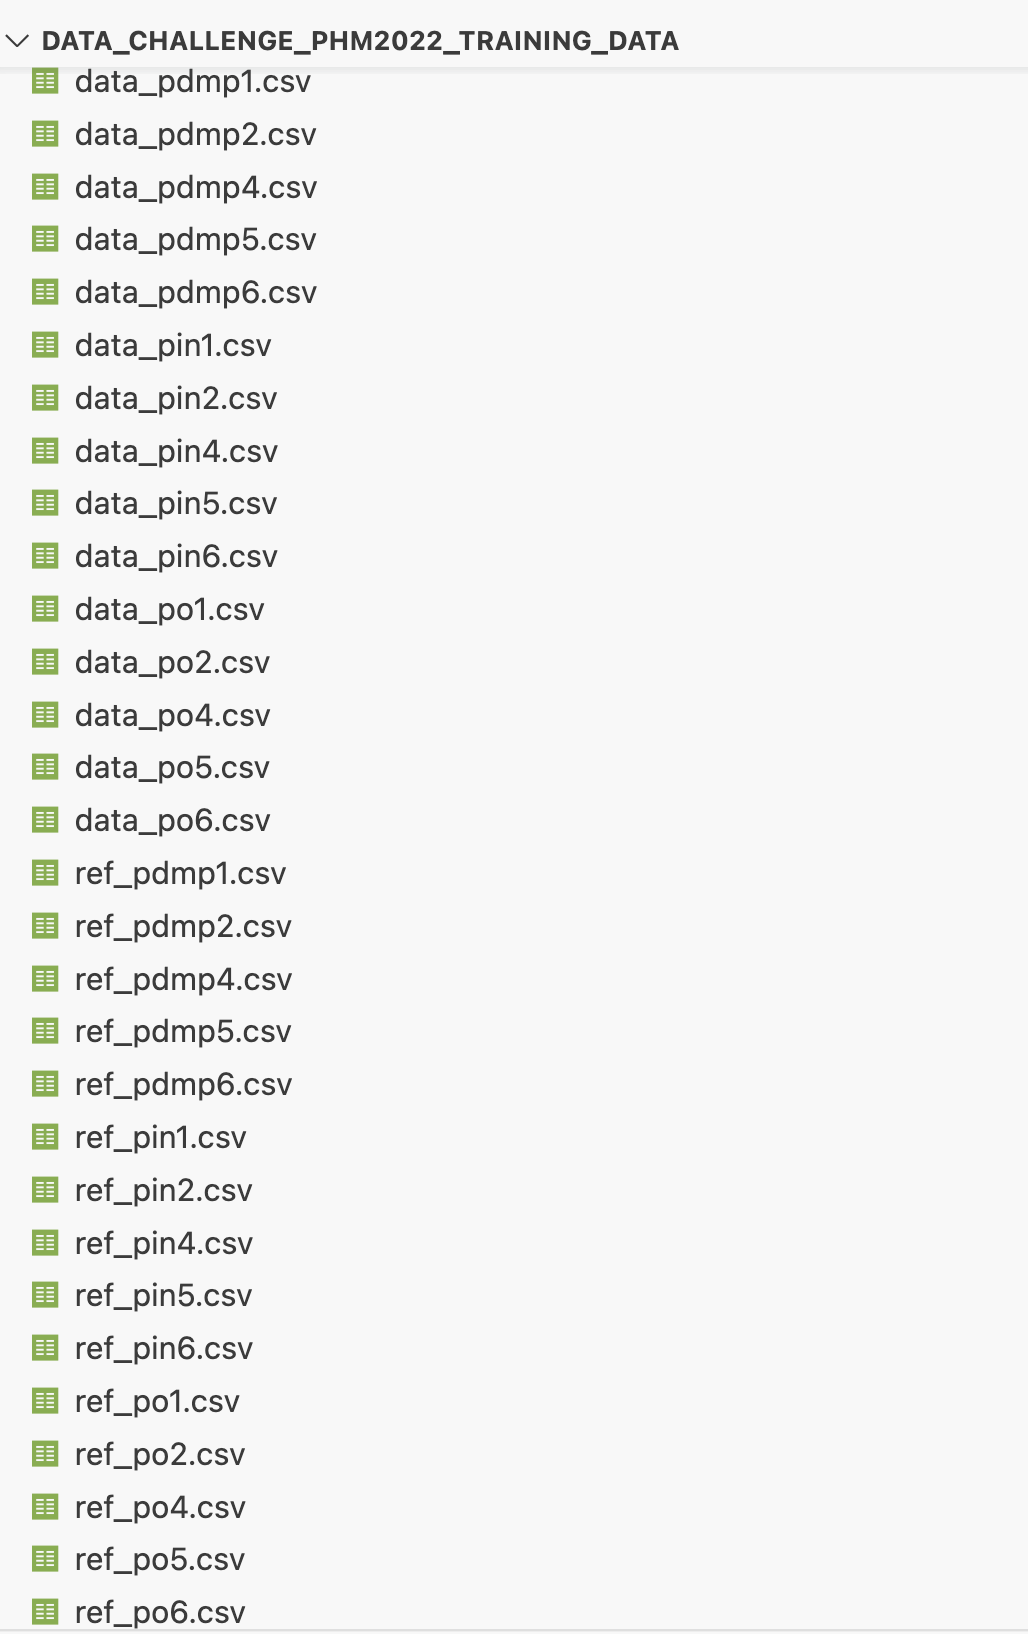 DATA_CHALLENGE_PHM2022_TRAINING_DATA
data_pdmp1.csv
data_pdmp2.csv
data_pdmp4.csv
data_pdmp5.csv
data_pdmp6.csv
data_pin1.csv
data_pin2.csv
data_pin4.csv
data_pin5.csv
data_pin6.csv
data_po1.csv
data_po2.csv
data_po4.csv
data_po5.csv
data_po6.csv
ref_pdmp1.csv
ref_pdmp2.csv
ref_pdmp4.csv
ref_pdmp5.csv
ref_pdmp6.csv
ref_pin1.csv
ref_pin2.csv
ref_pin4.csv
ref_pin5.csv
ref_pin6.csv
ref_po1.csv
ref_po2.csv
ref_po4.csv
ref_po5.csv
ref_po6.csv